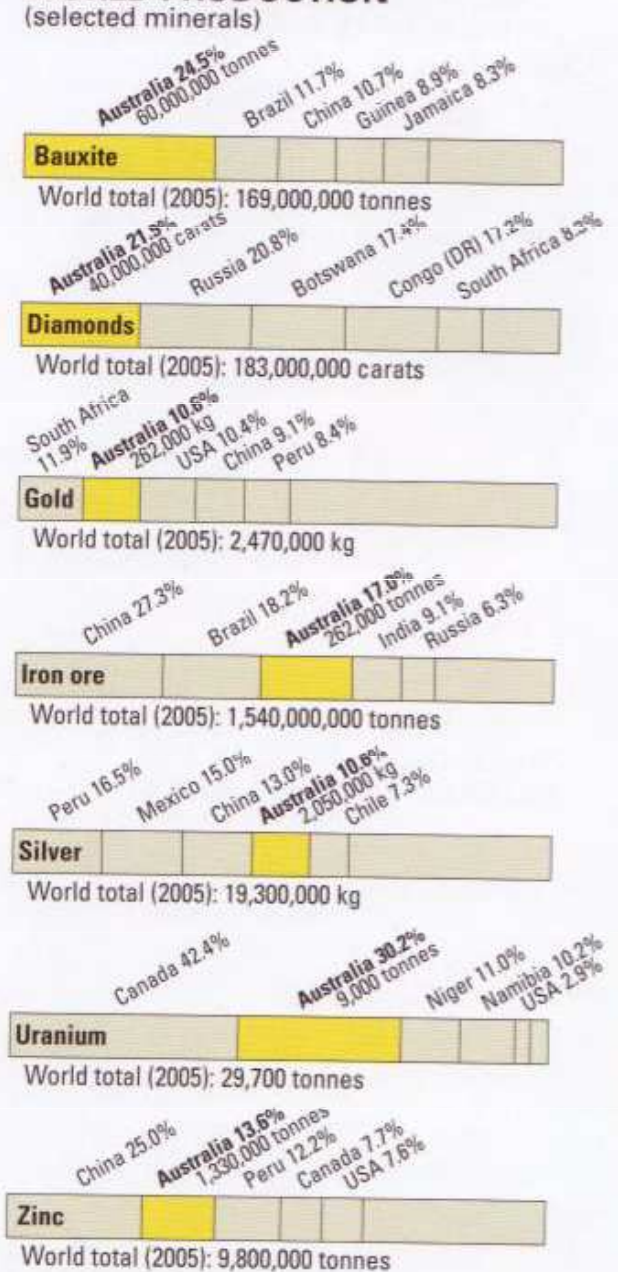 (selected minerals)
Australia 24.5%
60,000,000 tonnes
Brazil 11.7%
China 10.7%
Guinea 8.9%
Jamaica 8.3%
Bauxite
World total (2005): 169,000,000 tonnes
Australia 21.9%
40,000,000 carats
Russia 20.8%
Botswana 17.4%
Congo (DR) 17.2%
South Africa 8.3%
Diamonds
World total (2005): 183,000,000 carats
South Africa
11.9%
Australia 10.6%
262,000 kg
USA 10.4%
China 9.1%
Peru 8.4%
Gold
World total (2005): 2,470,000 kg
China 27.3%
Brazil 18.2%
Australia 17.0%
262,000 tonnes
India 9.1%
Russia 6.3%
Iron ore
World total (2005): 1,540,000,000 tonnes
Peru 16.5%
Mexico 15.0%
China 13.0%
Australia 10.6%
2,050,000 kg
Chile 7.3%
Silver
World total (2005): 19,300,000 kg
Canada 42.4%
Australia 30.2%
9,000 tonnes
Niger 11.0%
Namibia 10.2%
USA 2.9%
Uranium
World total (2005): 29,700 tonnes
China 25.0%
Australia 13.6%
1,330,000 tonnes
Peru 12.2%
Canada 7.7%
USA 7.6%
Zinc
World total (2005): 9,800,000 tonnes